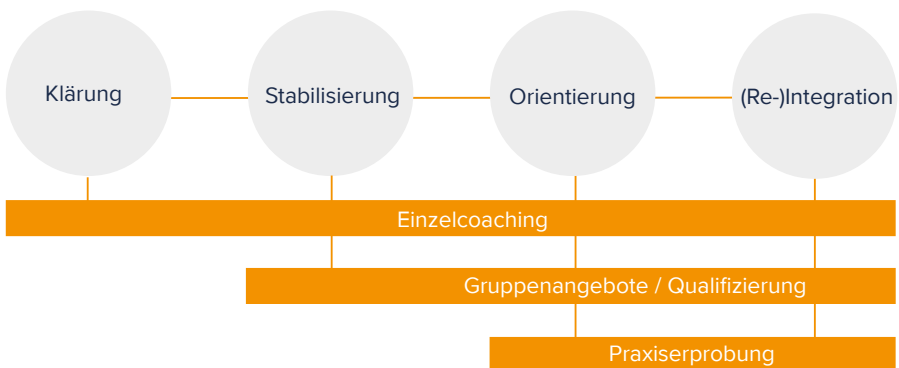 Klärung
Stabilisierung
Orientierung
(Re-)Integration
Einzelcoaching
Gruppenangebote / Qualifizierung
Praxiserprobung